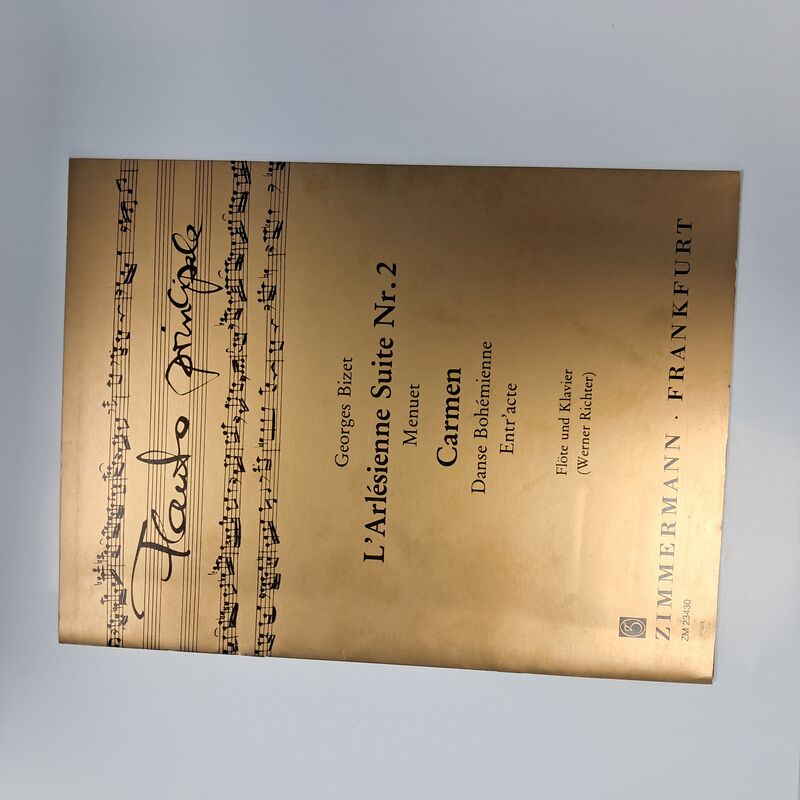 Flauto principale
Georges Bizet
L'Arlésienne Suite Nr. 2
Menuet
Carmen
Danse Bohémienne
Entr'acte
Flöte und Klavier
(Werner Richter)
ZIMMERMANN · FRANKFURT
ZM 23430